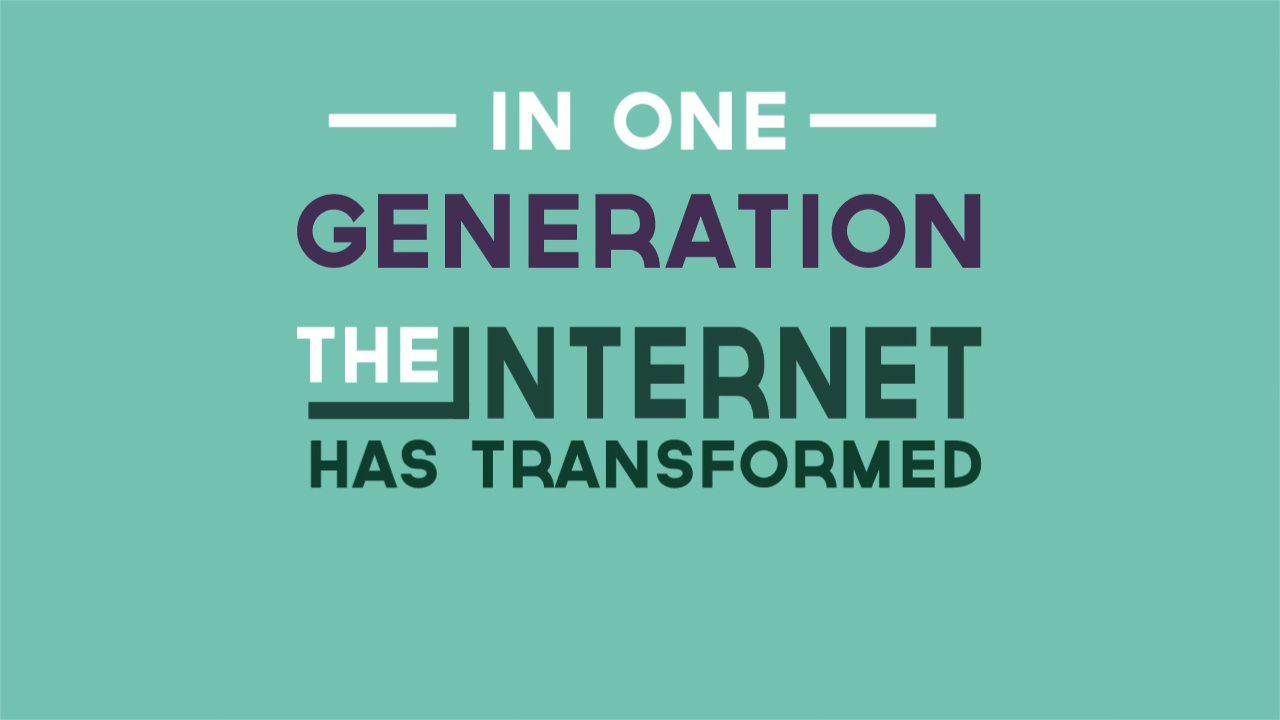 IN ONE
GENERATION
THE INTERNET
HAS TRANSFORMED